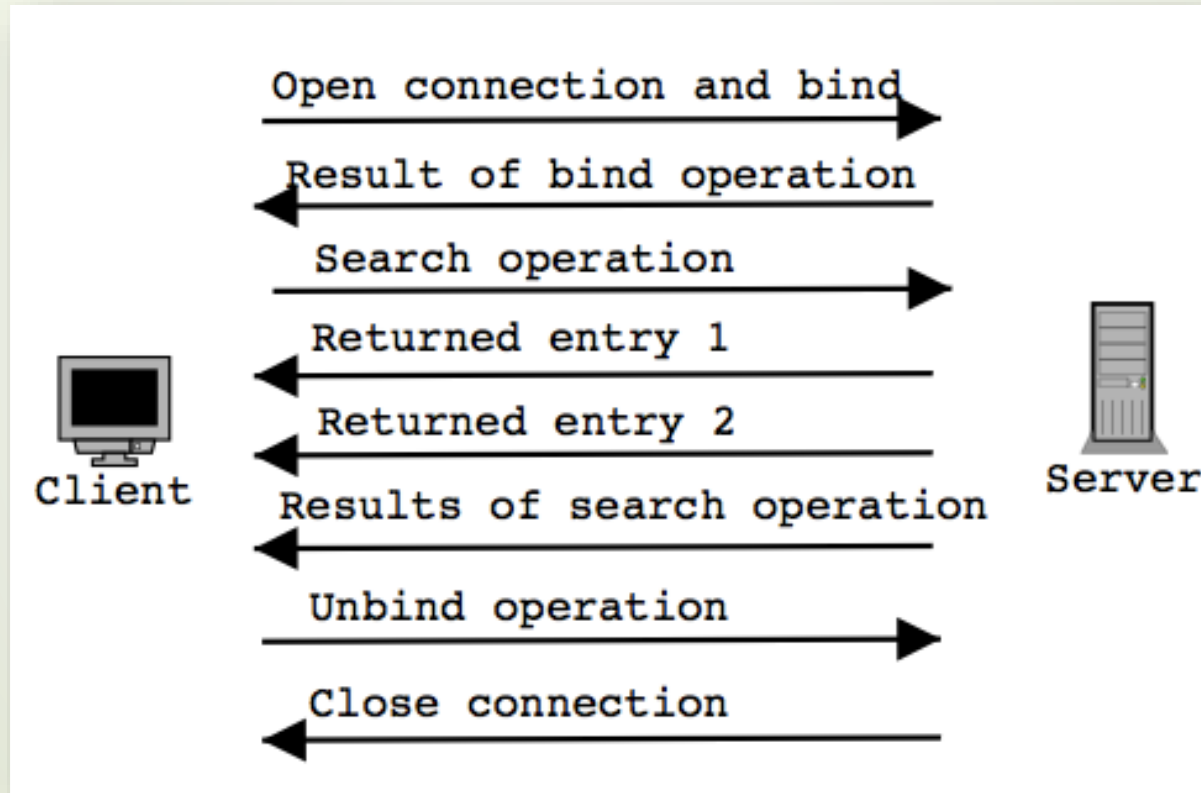 Open connection and bind
Result of bind operation
Search operation
Returned entry 1
Returned entry 2
Client
Server
Results of search operation
Unbind operation
Close connection